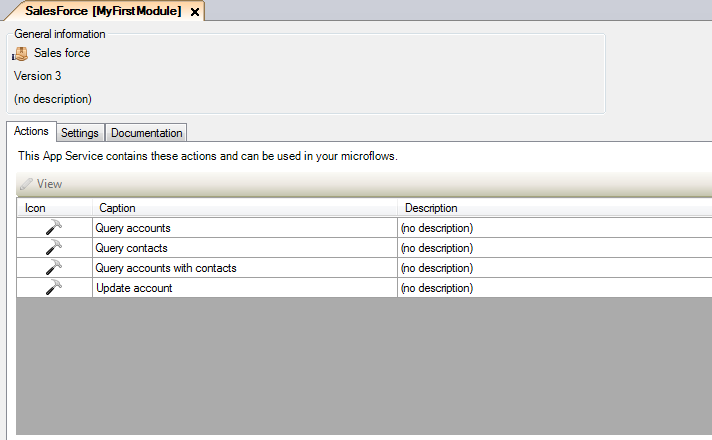 SalesForce [MyFirstModule]
General information
Sales force
Version 3
(no description)
Actions Settings Documentation
This App Service contains these actions and can be used in your microflows.
View
Icon Caption Description
Query accounts (no description)
Query contacts (no description)
Query accounts with contacts (no description)
Update account (no description)